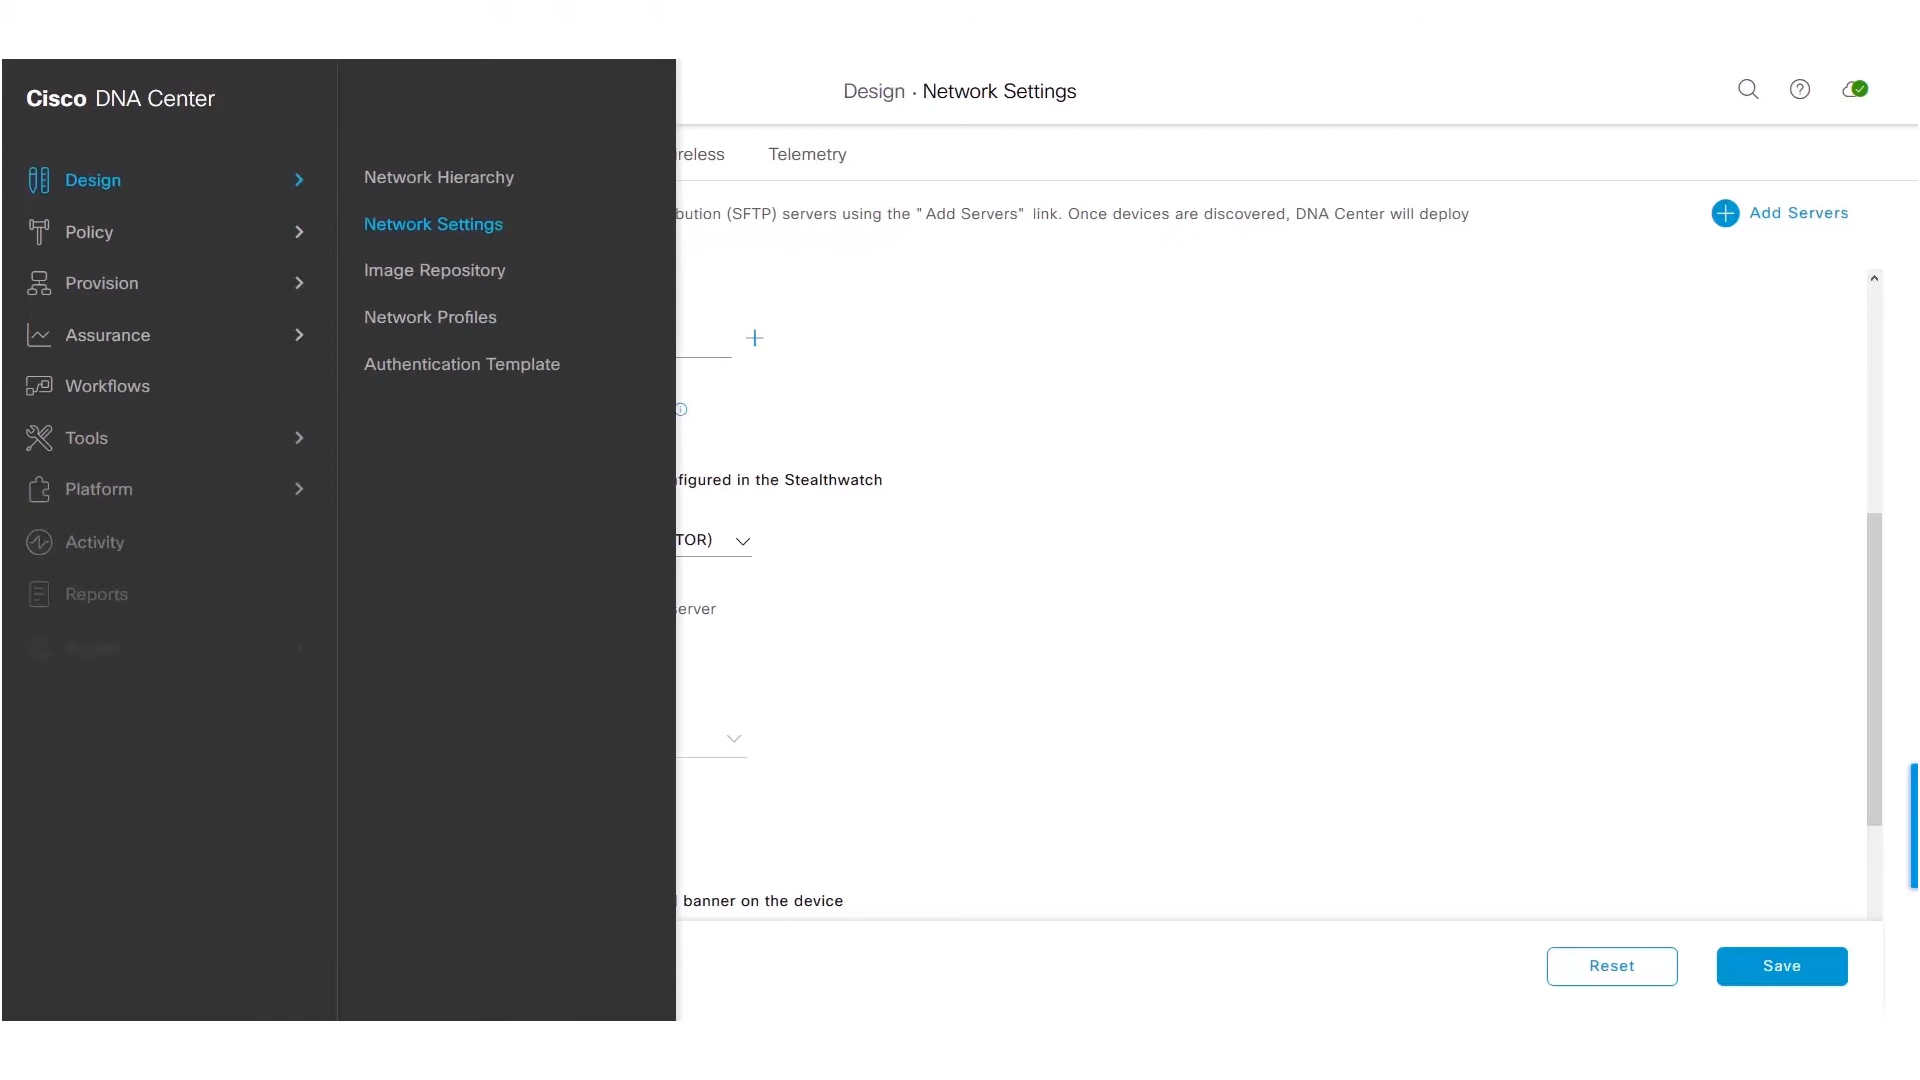 Cisco DNA Center
Design · Network Settings
Design
Policy
Provision
Assurance
Workflows
Tools
Platform
Activity
Reports
Network Hierarchy
Network Settings
Image Repository
Network Profiles
Authentication Template
ireless
Telemetry
bution (SFTP) servers using the "Add Servers" link. Once devices are discovered, DNA Center will deploy
Add Servers
figured in the Stealthwatch
TOR)
server
banner on the device
Reset
Save